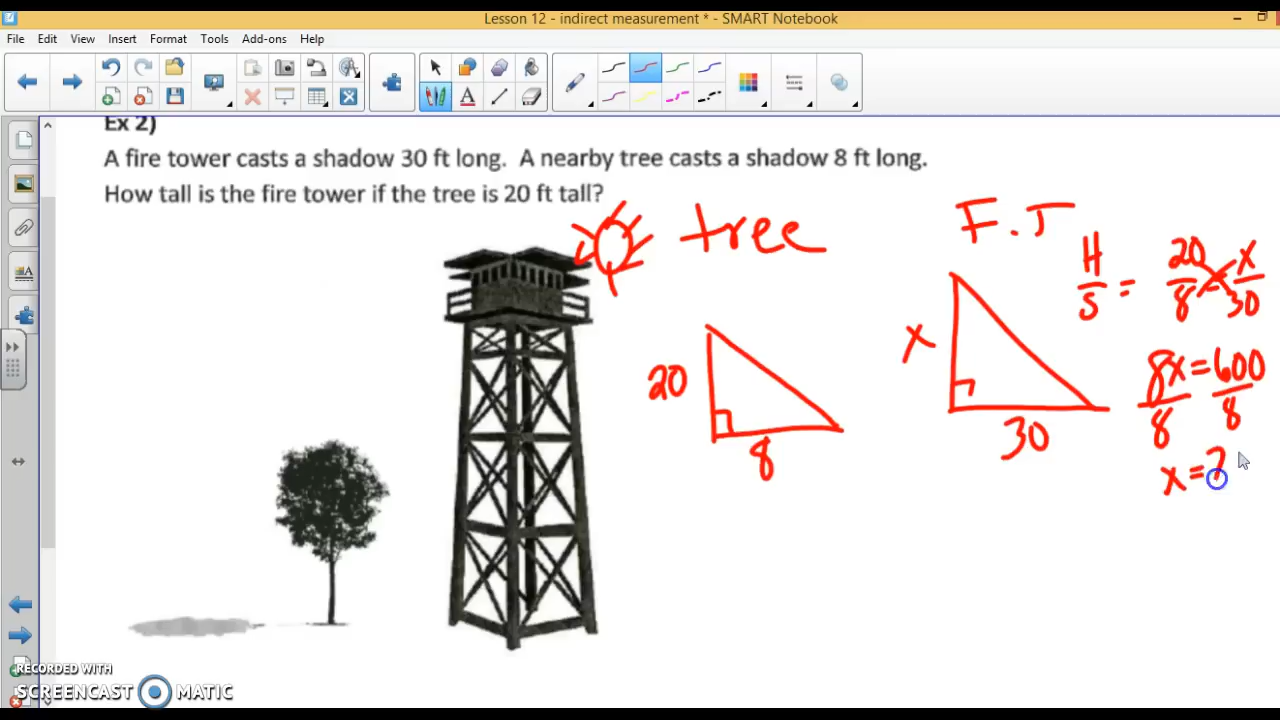 Lesson 12 - indirect measurement * - SMART Notebook
File Edit View Insert Format Tools Add-ons Help
Ex 2)
A fire tower casts a shadow 30 ft long. A nearby tree casts a shadow 8 ft long.
How tall is the fire tower if the tree is 20 ft tall?
tree
F.T
H/S = 20/8 = x/30
20
8
x
30
8x = 600
8 8
x = 7
RECORDED WITH
SCREENCAST MATIC